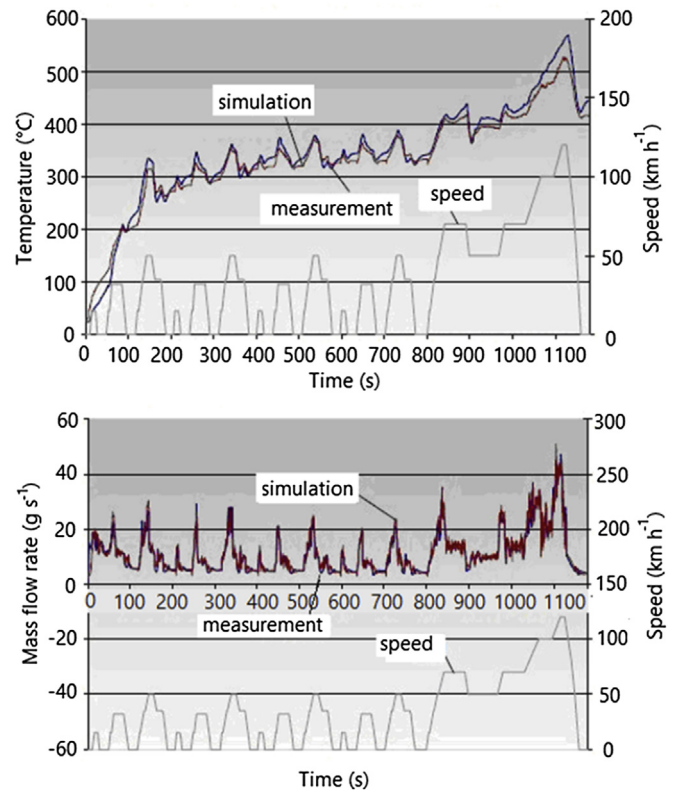 600
500
400
300
200
100
0
Temperature (°C)
200
150
100
50
0
Speed (km h⁻¹)
simulation
measurement
speed
0 100 200 300 400 500 600 700 800 900 1000 1100
Time (s)
60
40
20
0
-20
-40
-60
Mass flow rate (g s⁻¹)
300
250
200
150
100
50
0
Speed (km h⁻¹)
simulation
0 100 200 300 400 500 600 700 800 900 1000 1100
measurement
speed
Time (s)